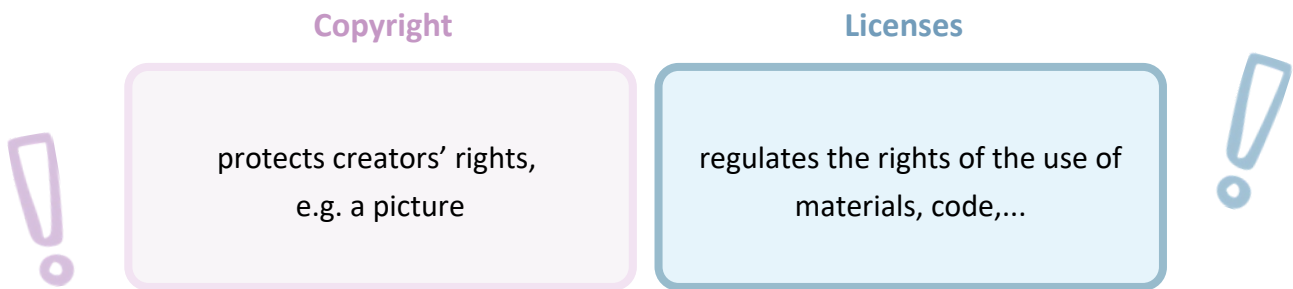 Copyright
protects creators’ rights,
e.g. a picture
Licenses
regulates the rights of the use of
materials, code,...